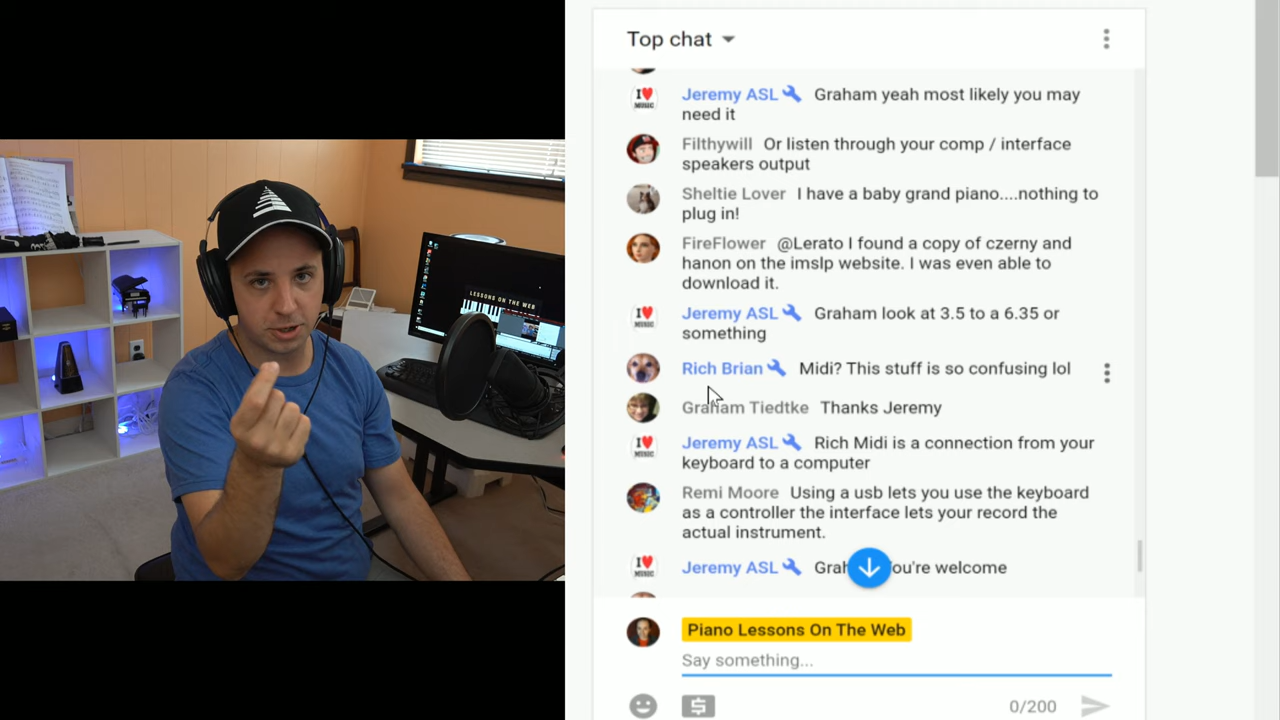 Top chat
Jeremy ASL Graham yeah most likely you may
need it
Filthywill Or listen through your comp / interface
speakers output
Sheltie Lover I have a baby grand piano....nothing to
plug in!
FireFlower @Lerato I found a copy of czerny and
hanon on the imslp website. I was even able to
download it.
Jeremy ASL Graham look at 3.5 to a 6.35 or
something
Rich Brian Midi? This stuff is so confusing lol
Graham Tiedtke Thanks Jeremy
Jeremy ASL Rich Midi is a connection from your
keyboard to a computer
Remi Moore Using a usb lets you use the keyboard
as a controller the interface lets your record the
actual instrument.
Jeremy ASL you're welcome
Piano Lessons On The Web
Say something...
0/200
I ♥ MUSIC
I ♥ MUSIC
I ♥ MUSIC
I ♥ MUSIC
LESSONS ON THE WEB